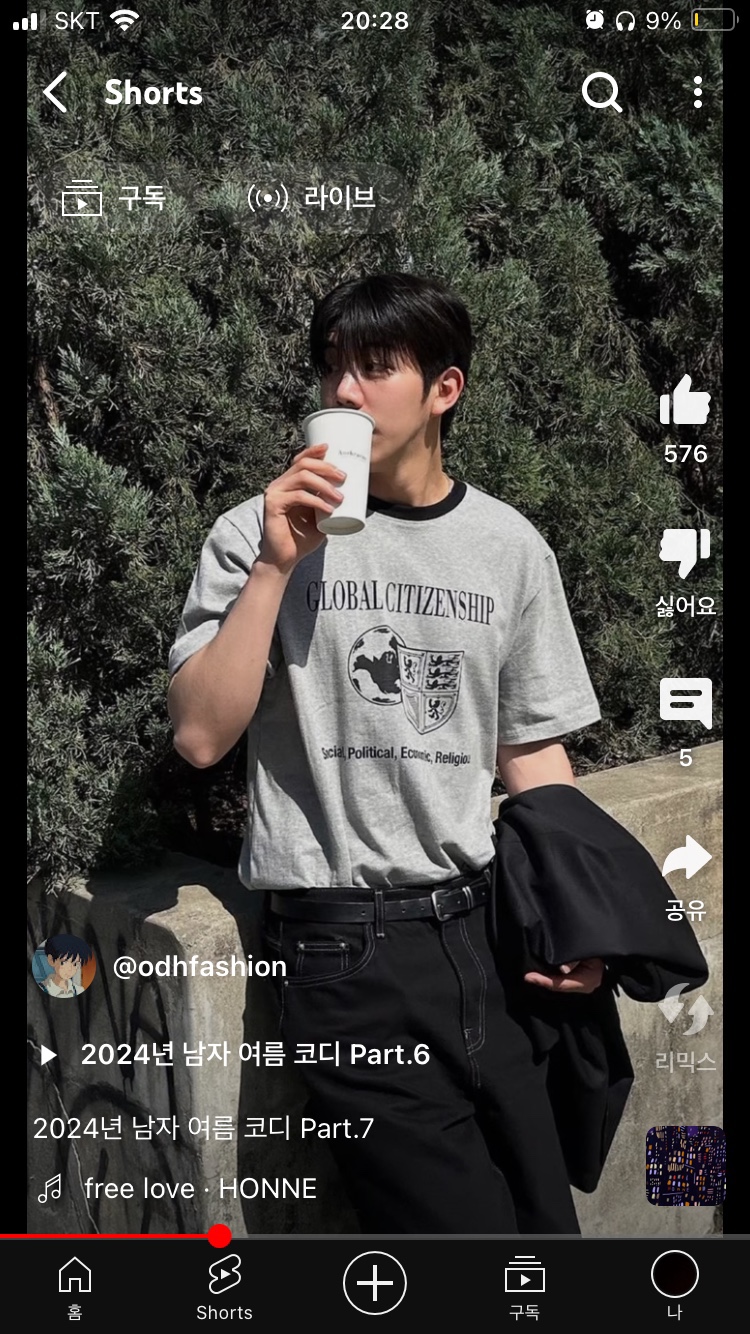 SKT 20:28 9%
Shorts
구독 라이브
576
싫어요
GLOBAL CITIZENSHIP
Social, Political, Economic, Religious
5
공유
@odhfashion
2024년 남자 여름 코디 Part.6
리믹스
2024년 남자 여름 코디 Part.7
free love · HONNE
홈 Shorts 구독 나